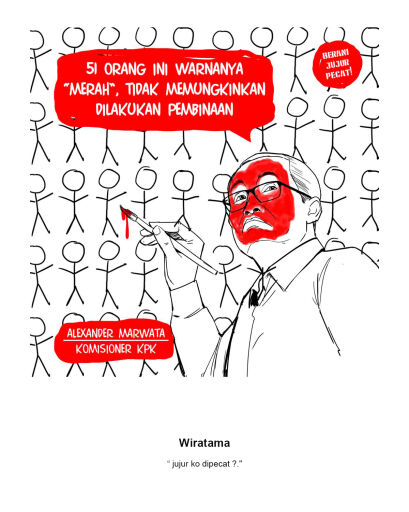 51 ORANG INI WARNANYA
"MERAH", TIDAK MEMUNGKINKAN
DILAKUKAN PEMBINAAN
BERANI
JUJUR
PECAT!
ALEXANDER MARWATA
KOMISIONER KPK
Wiratama
“ jujur ko dipecat ?."